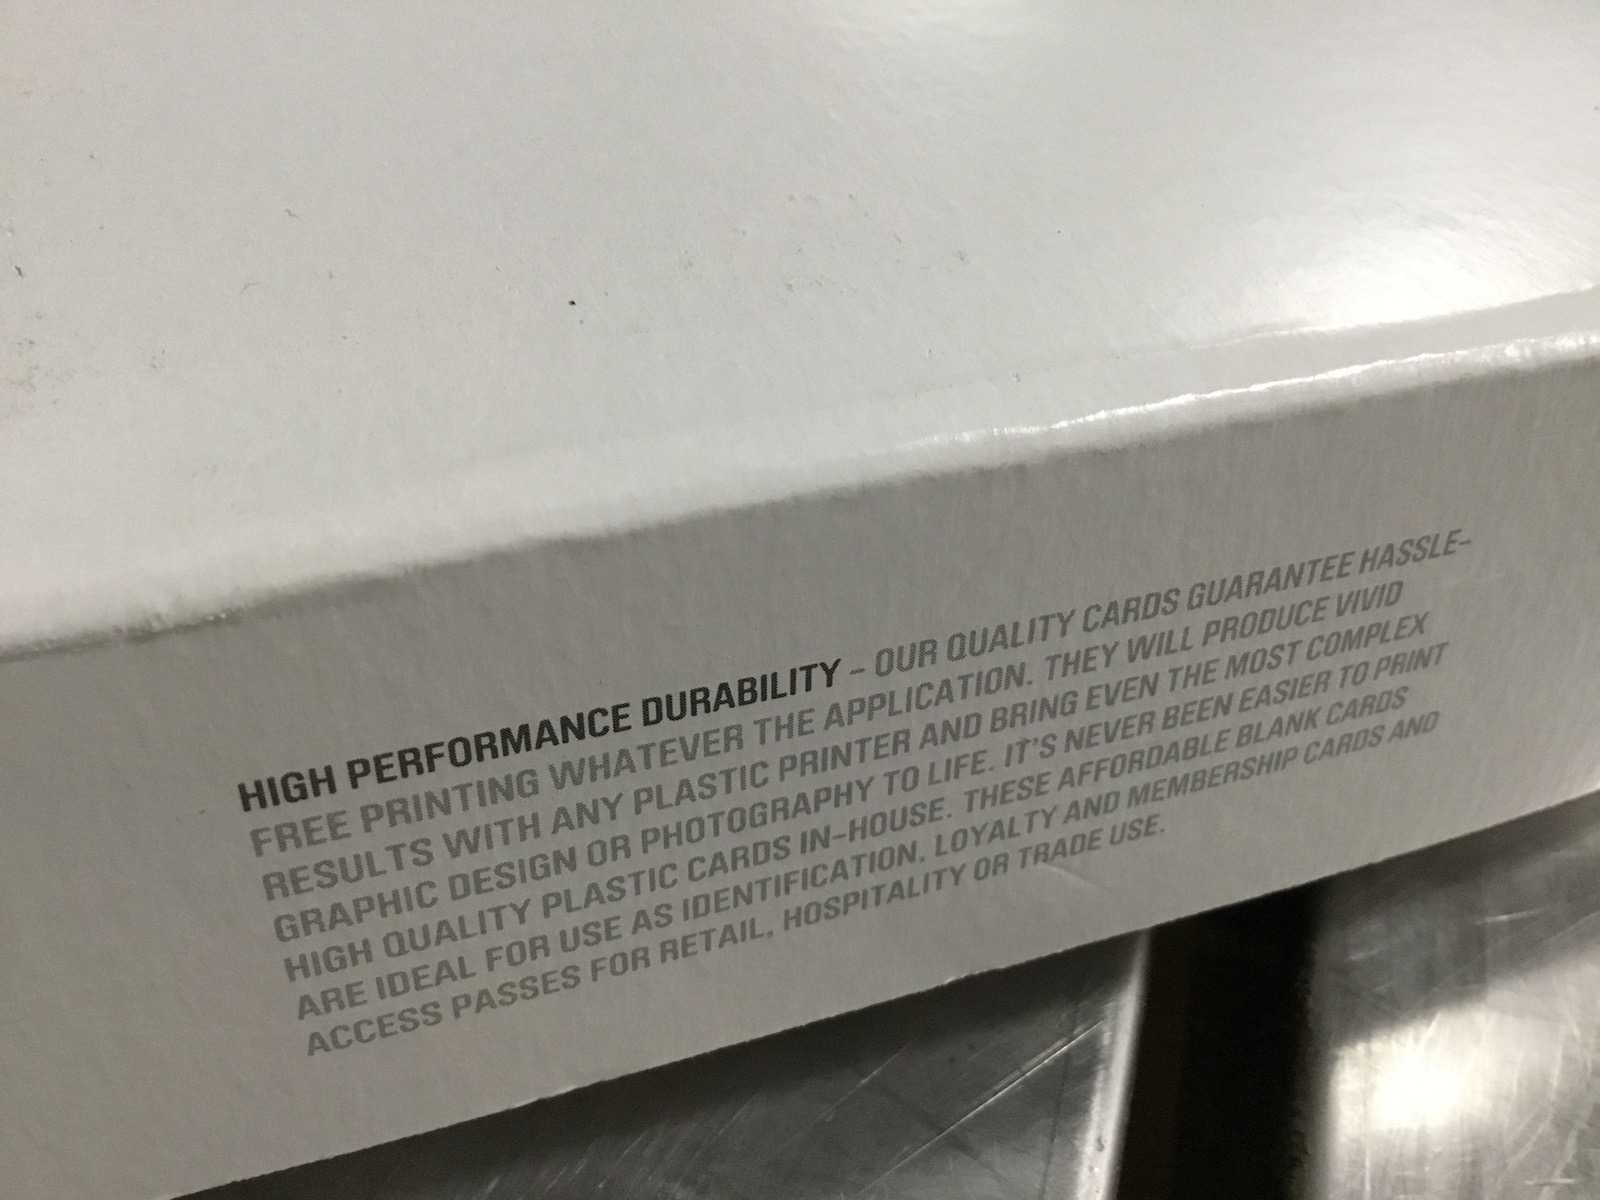 HIGH PERFORMANCE DURABILITY – OUR QUALITY CARDS GUARANTEE HASSLE-
FREE PRINTING WHATEVER THE APPLICATION. THEY WILL PRODUCE VIVID
RESULTS WITH ANY PLASTIC PRINTER AND BRING EVEN THE MOST COMPLEX
GRAPHIC DESIGN OR PHOTOGRAPHY TO LIFE. IT'S NEVER BEEN EASIER TO PRINT
HIGH QUALITY PLASTIC CARDS IN-HOUSE. THESE AFFORDABLE BLANK CARDS
ARE IDEAL FOR USE AS IDENTIFICATION, LOYALTY AND MEMBERSHIP CARDS AND
ACCESS PASSES FOR RETAIL, HOSPITALITY OR TRADE USE.